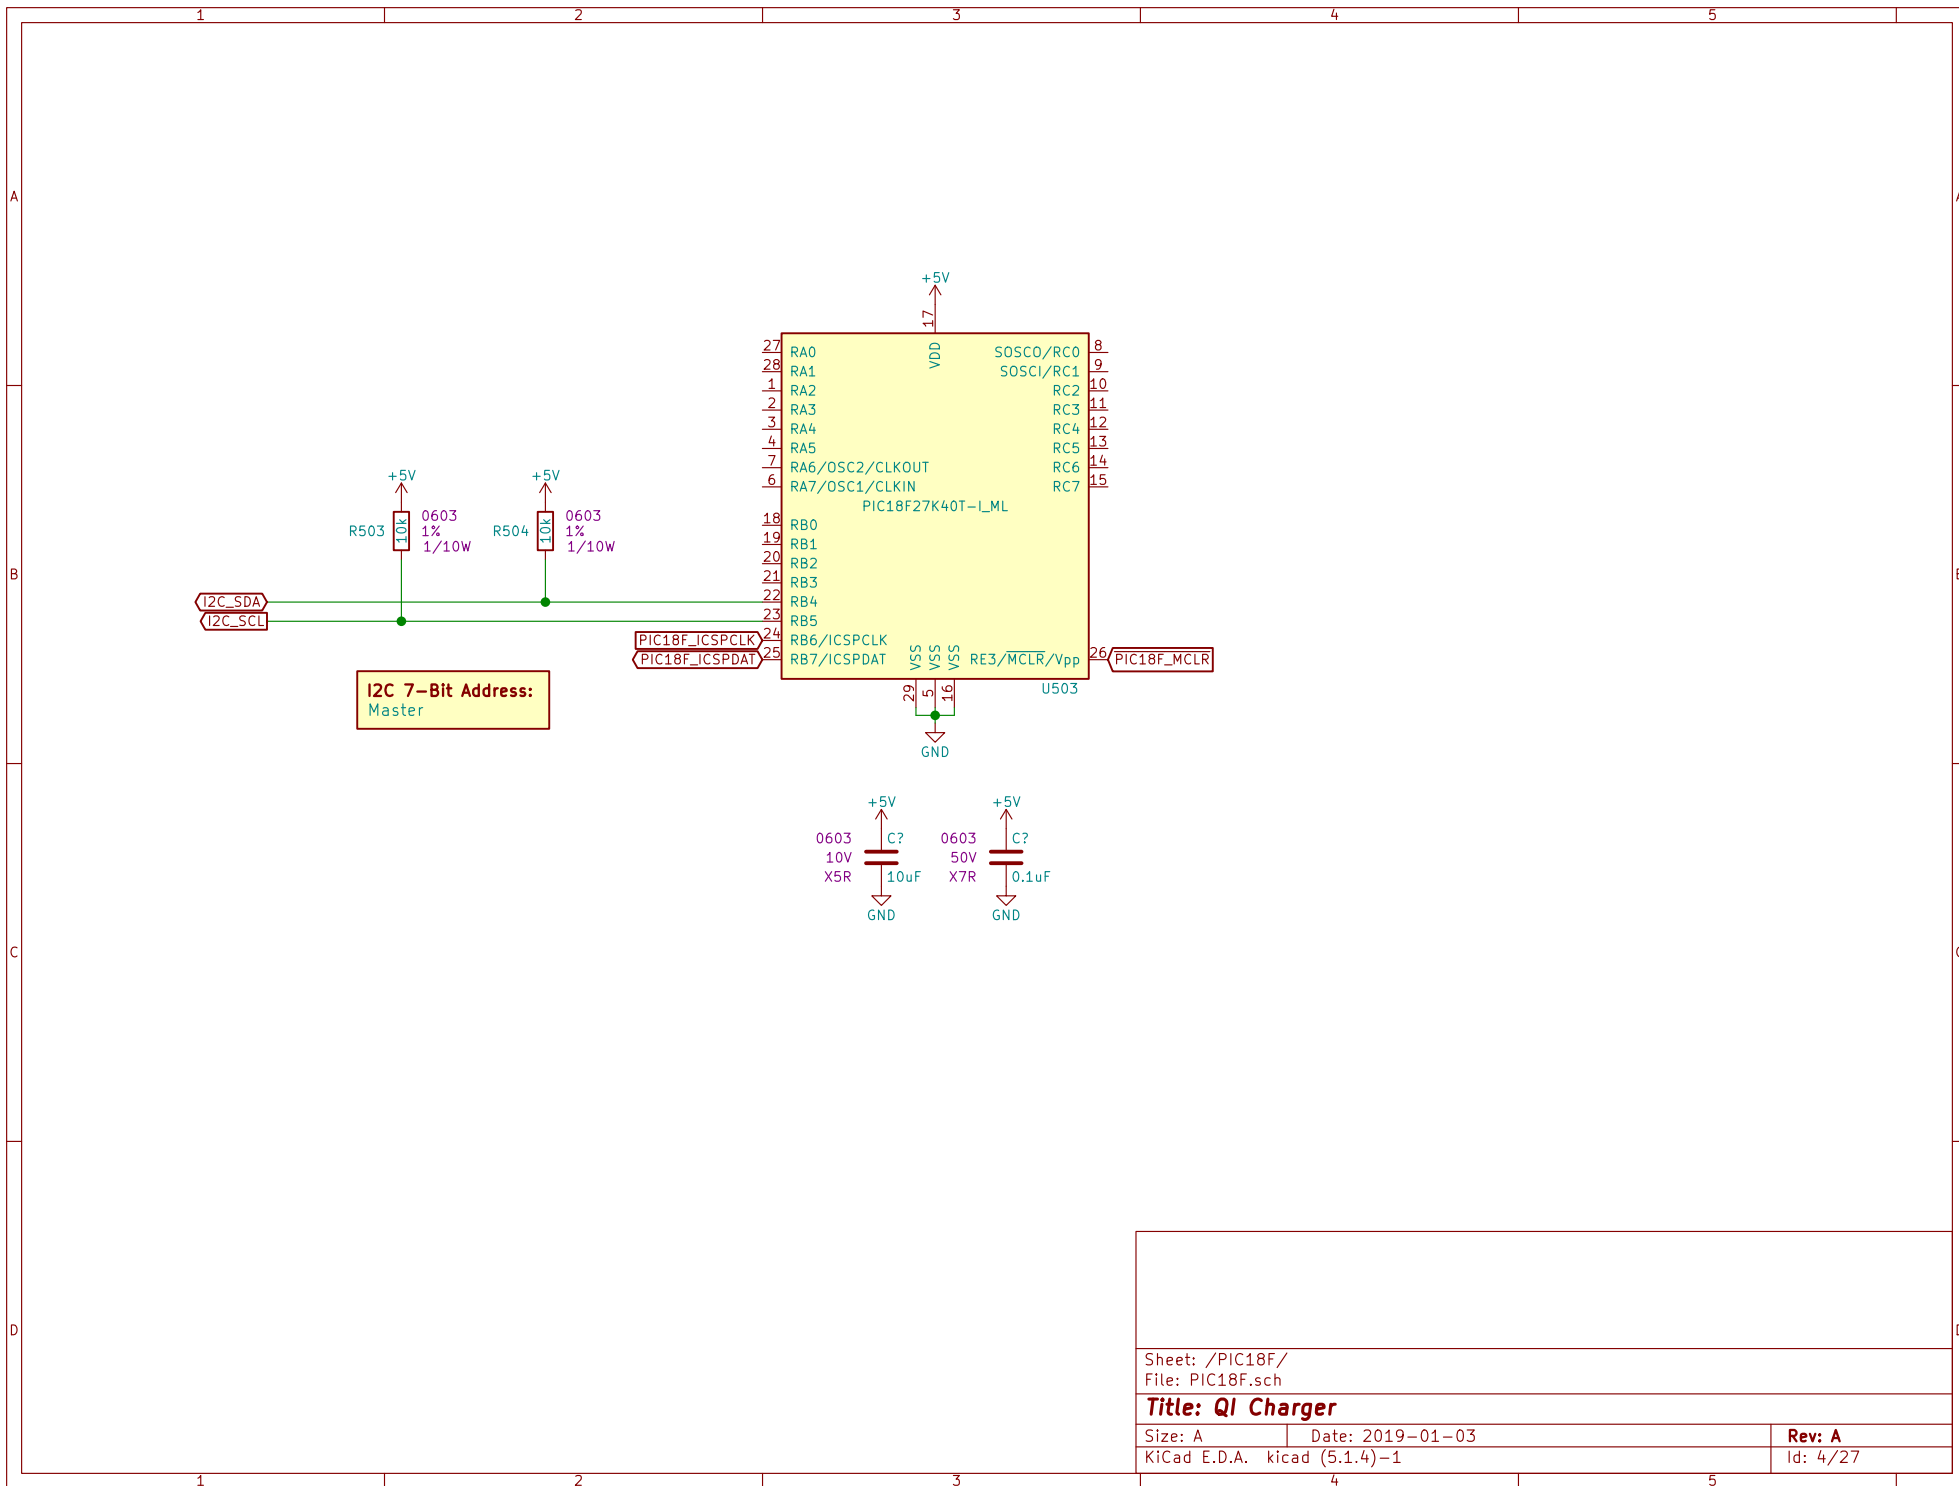 1 2 3 4 5
A
B
C
D
A
C
+5V
17
VDD
27 RA0
28 RA1
1 RA2
2 RA3
3 RA4
4 RA5
7 RA6/OSC2/CLKOUT
6 RA7/OSC1/CLKIN
PIC18F27K40T-I_ML
18 RB0
19 RB1
20 RB2
21 RB3
22 RB4
23 RB5
24 RB6/ICSPCLK
25 RB7/ICSPDAT
SOSCO/RC0 8
SOSCI/RC1 9
RC2 10
RC3 11
RC4 12
RC5 13
RC6 14
RC7 15
RE3/MCLR/Vpp 26
PIC18F_MCLR
VSS VSS VSS
29 5 16
U503
GND
+5V
R503
10k
0603
1%
1/10W
+5V
R504
10k
0603
1%
1/10W
I2C_SDA
I2C_SCL
PIC18F_ICSPCLK
PIC18F_ICSPDAT
I2C 7-Bit Address:
Master
+5V
0603 C?
10V
X5R 10uF
GND
+5V
0603 C?
50V
X7R 0.1uF
GND
Sheet: /PIC18F/
File: PIC18F.sch
Title: QI Charger
Size: A Date: 2019-01-03 Rev: A
KiCad E.D.A. kicad (5.1.4)-1 Id: 4/27
1 2 3 4 5